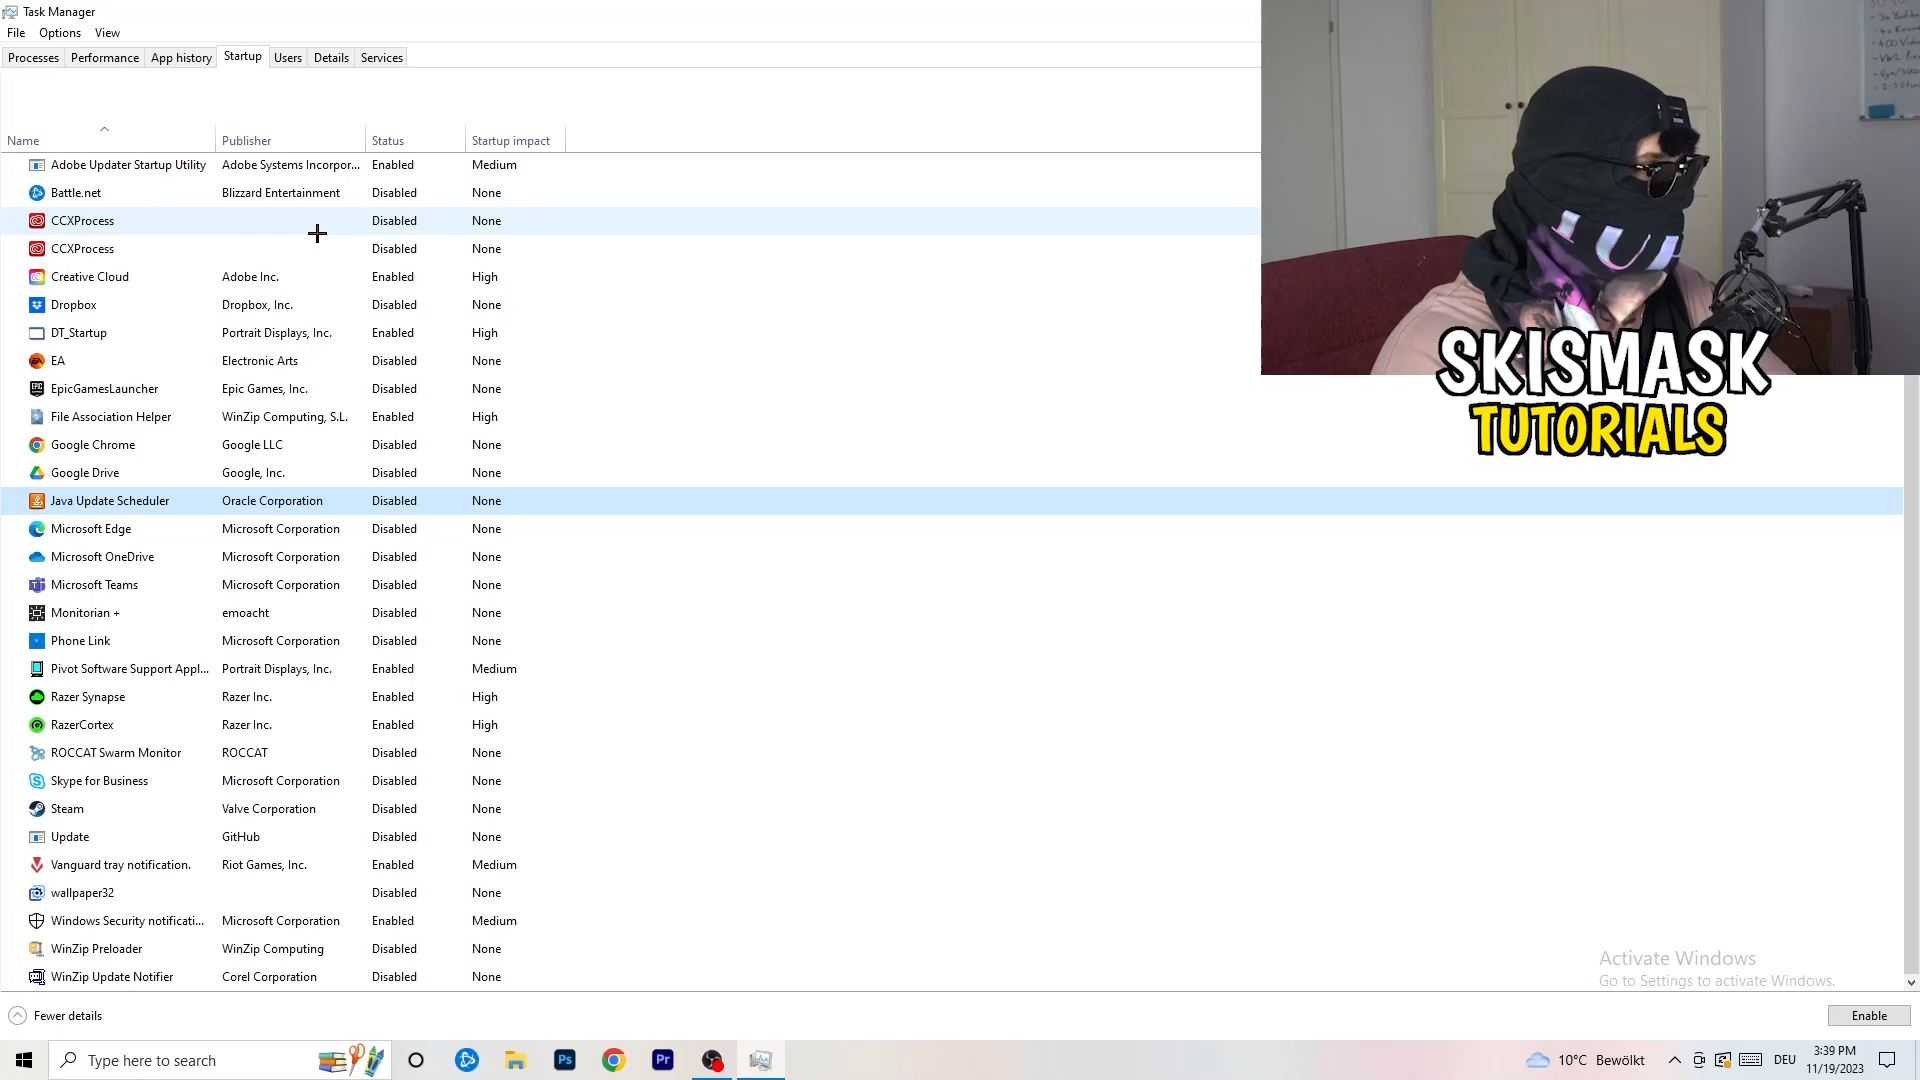 Task Manager
File Options View
Processes Performance App history Startup Users Details Services
Name Publisher Status Startup impact
Adobe Updater Startup Utility Adobe Systems Incorpor... Enabled Medium
Battle.net Blizzard Entertainment Disabled None
CCXProcess Disabled None
CCXProcess Disabled None
Creative Cloud Adobe Inc. Enabled High
Dropbox Dropbox, Inc. Disabled None
DT_Startup Portrait Displays, Inc. Enabled High
EA Electronic Arts Disabled None
EpicGamesLauncher Epic Games, Inc. Disabled None
File Association Helper WinZip Computing, S.L. Enabled High
Google Chrome Google LLC Disabled None
Google Drive Google, Inc. Disabled None
Java Update Scheduler Oracle Corporation Disabled None
Microsoft Edge Microsoft Corporation Disabled None
Microsoft OneDrive Microsoft Corporation Disabled None
Microsoft Teams Microsoft Corporation Disabled None
Monitorian + emoacht Disabled None
Phone Link Microsoft Corporation Disabled None
Pivot Software Support Appl... Portrait Displays, Inc. Enabled Medium
Razer Synapse Razer Inc. Enabled High
RazerCortex Razer Inc. Enabled High
ROCCAT Swarm Monitor ROCCAT Disabled None
Skype for Business Microsoft Corporation Disabled None
Steam Valve Corporation Disabled None
Update GitHub Disabled None
Vanguard tray notification. Riot Games, Inc. Enabled Medium
wallpaper32 Disabled None
Windows Security notificati... Microsoft Corporation Enabled Medium
WinZip Preloader WinZip Computing Disabled None
WinZip Update Notifier Corel Corporation Disabled None
SKISMASK
TUTORIALS
Activate Windows
Go to Settings to activate Windows.
Fewer details
Enable
Type here to search
Ps
Pr
10°C Bewölkt
DEU
3:39 PM
11/19/2023